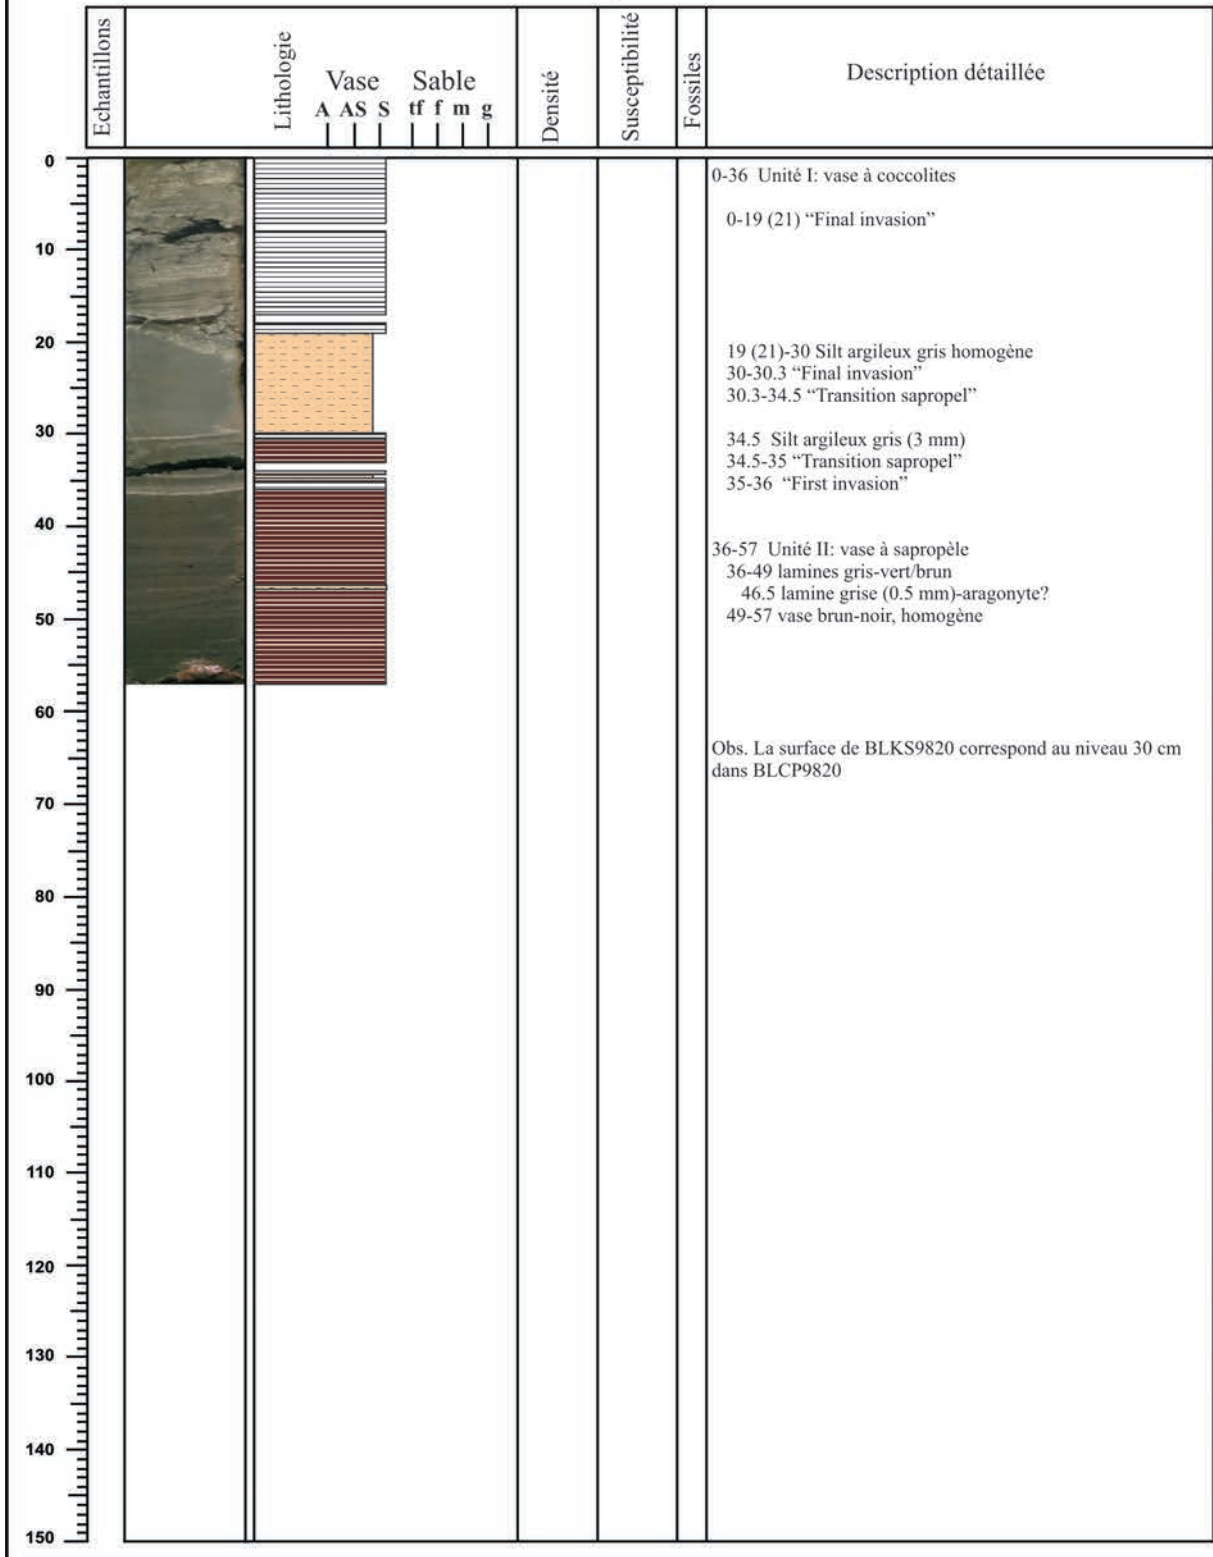 Echantillons
Lithologie
Vase
Sable
A AS S tf f m g
Densité
Susceptibilité
Fossiles
Description détaillée
0
10
20
30
40
50
60
70
80
90
100
110
120
130
140
150
0-36 Unité I: vase à coccolites
0-19 (21) “Final invasion”
19 (21)-30 Silt argileux gris homogène
30-30.3 “Final invasion”
30.3-34.5 “Transition sapropel”
34.5 Silt argileux gris (3 mm)
34.5-35 “Transition sapropel”
35-36 “First invasion”
36-57 Unité II: vase à sapropèle
36-49 lamines gris-vert/brun
46.5 lamine grise (0.5 mm)-aragonyte?
49-57 vase brun-noir, homogène
Obs. La surface de BLKS9820 correspond au niveau 30 cm
dans BLCP9820